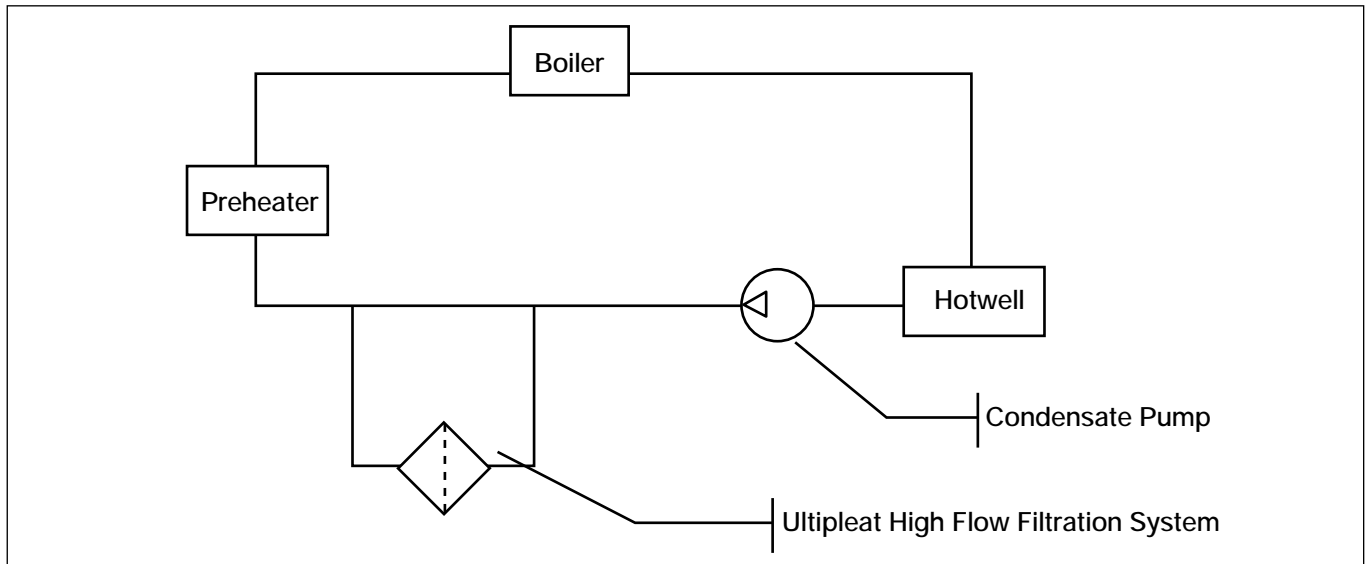 Boiler
Preheater
Hotwell
Condensate Pump
Ultipleat High Flow Filtration System